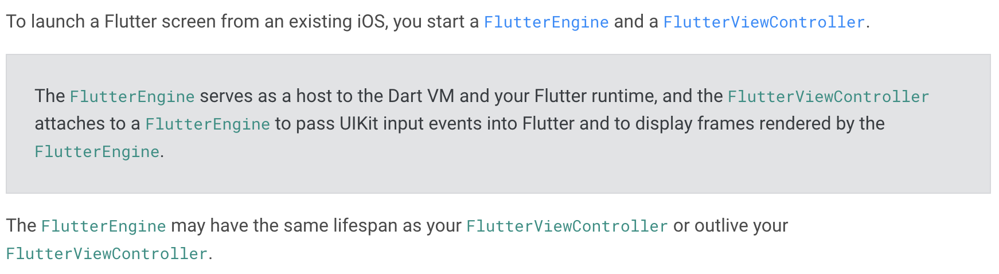 To launch a Flutter screen from an existing iOS, you start a FlutterEngine and a FlutterViewController.
The FlutterEngine serves as a host to the Dart VM and your Flutter runtime, and the FlutterViewController
attaches to a FlutterEngine to pass UIKit input events into Flutter and to display frames rendered by the
FlutterEngine.
The FlutterEngine may have the same lifespan as your FlutterViewController or outlive your
FlutterViewController.